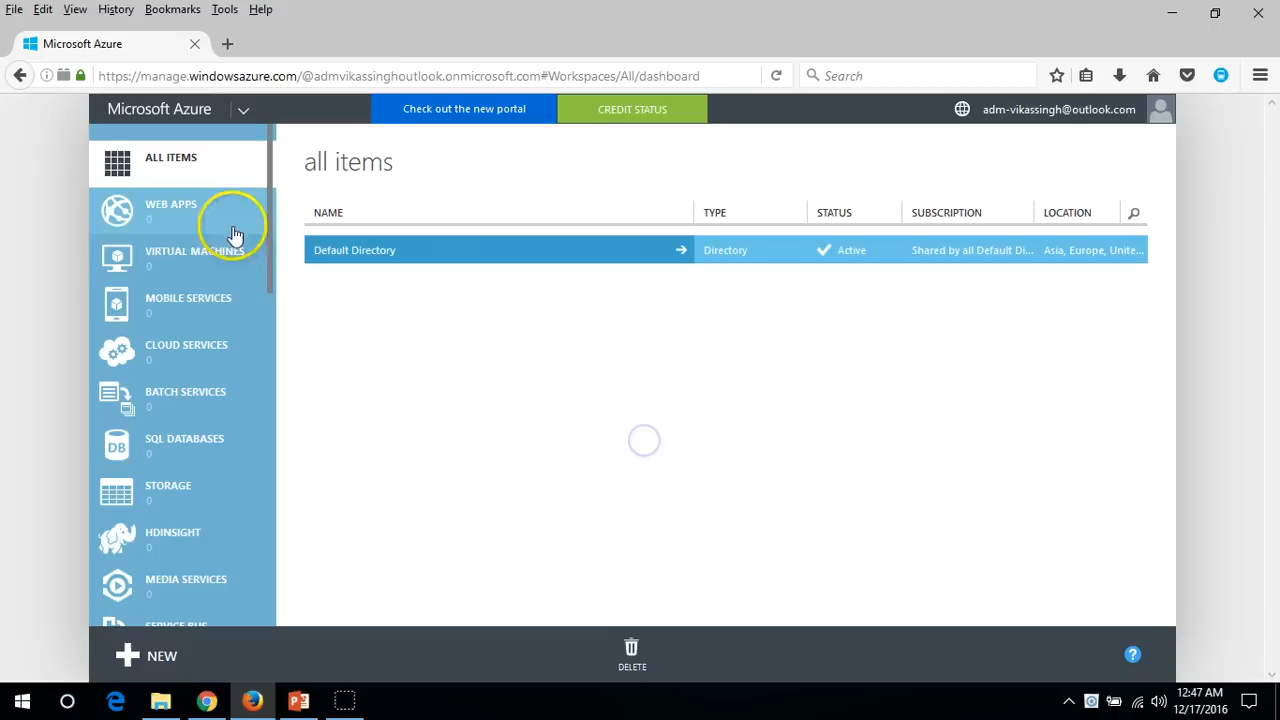 File Edit View History Bookmarks Tools Help
Microsoft Azure
https://manage.windowsazure.com/@admvikassinghoutlook.onmicrosoft.com#Workspaces/All/dashboard
Search
Microsoft Azure
Check out the new portal
CREDIT STATUS
adm-vikassingh@outlook.com
ALL ITEMS
WEB APPS
0
VIRTUAL MACHINES
0
MOBILE SERVICES
0
CLOUD SERVICES
0
BATCH SERVICES
0
SQL DATABASES
0
DB
STORAGE
0
HDINSIGHT
0
MEDIA SERVICES
0
SERVICE BUS
all items
NAME TYPE STATUS SUBSCRIPTION LOCATION
Default Directory Directory Active Shared by all Default Di... Asia, Europe, Unite...
NEW
DELETE
?
12:47 AM
12/17/2016